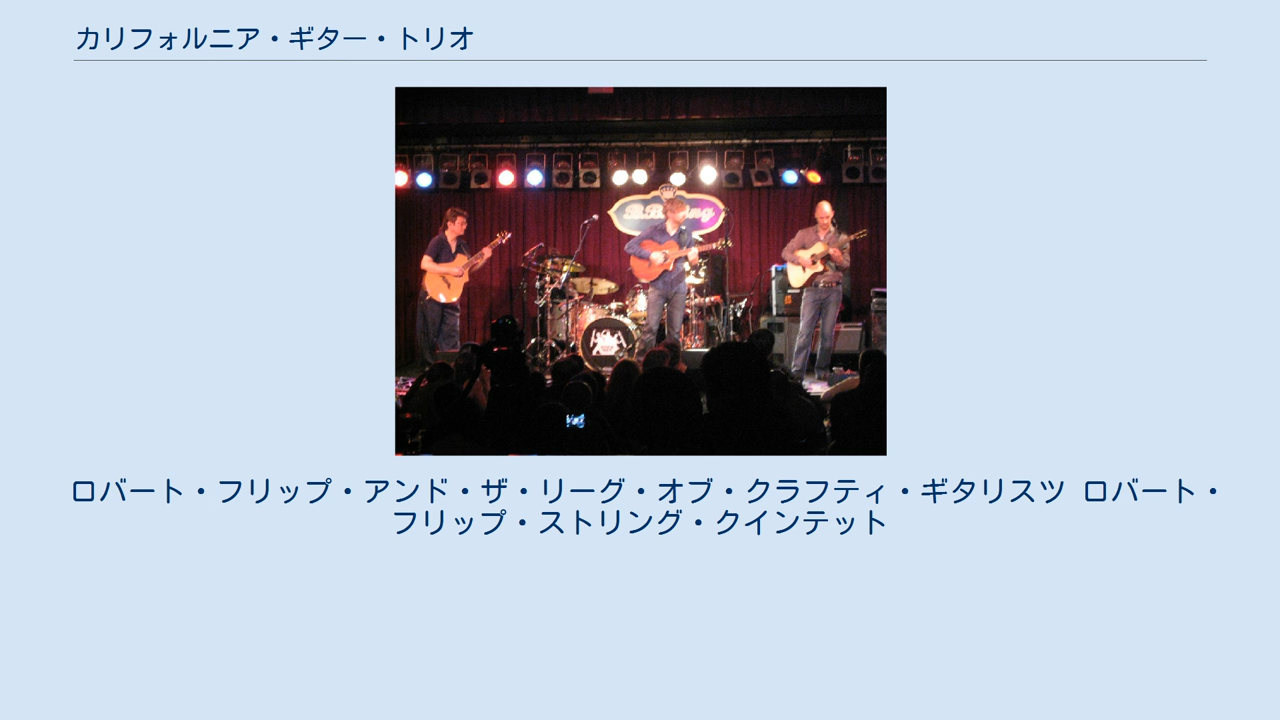 カリフォルニア・ギター・トリオ
ロバート・フリップ・アンド・ザ・リーグ・オブ・クラフティ・ギタリスツ ロバート・
フリップ・ストリング・クインテット